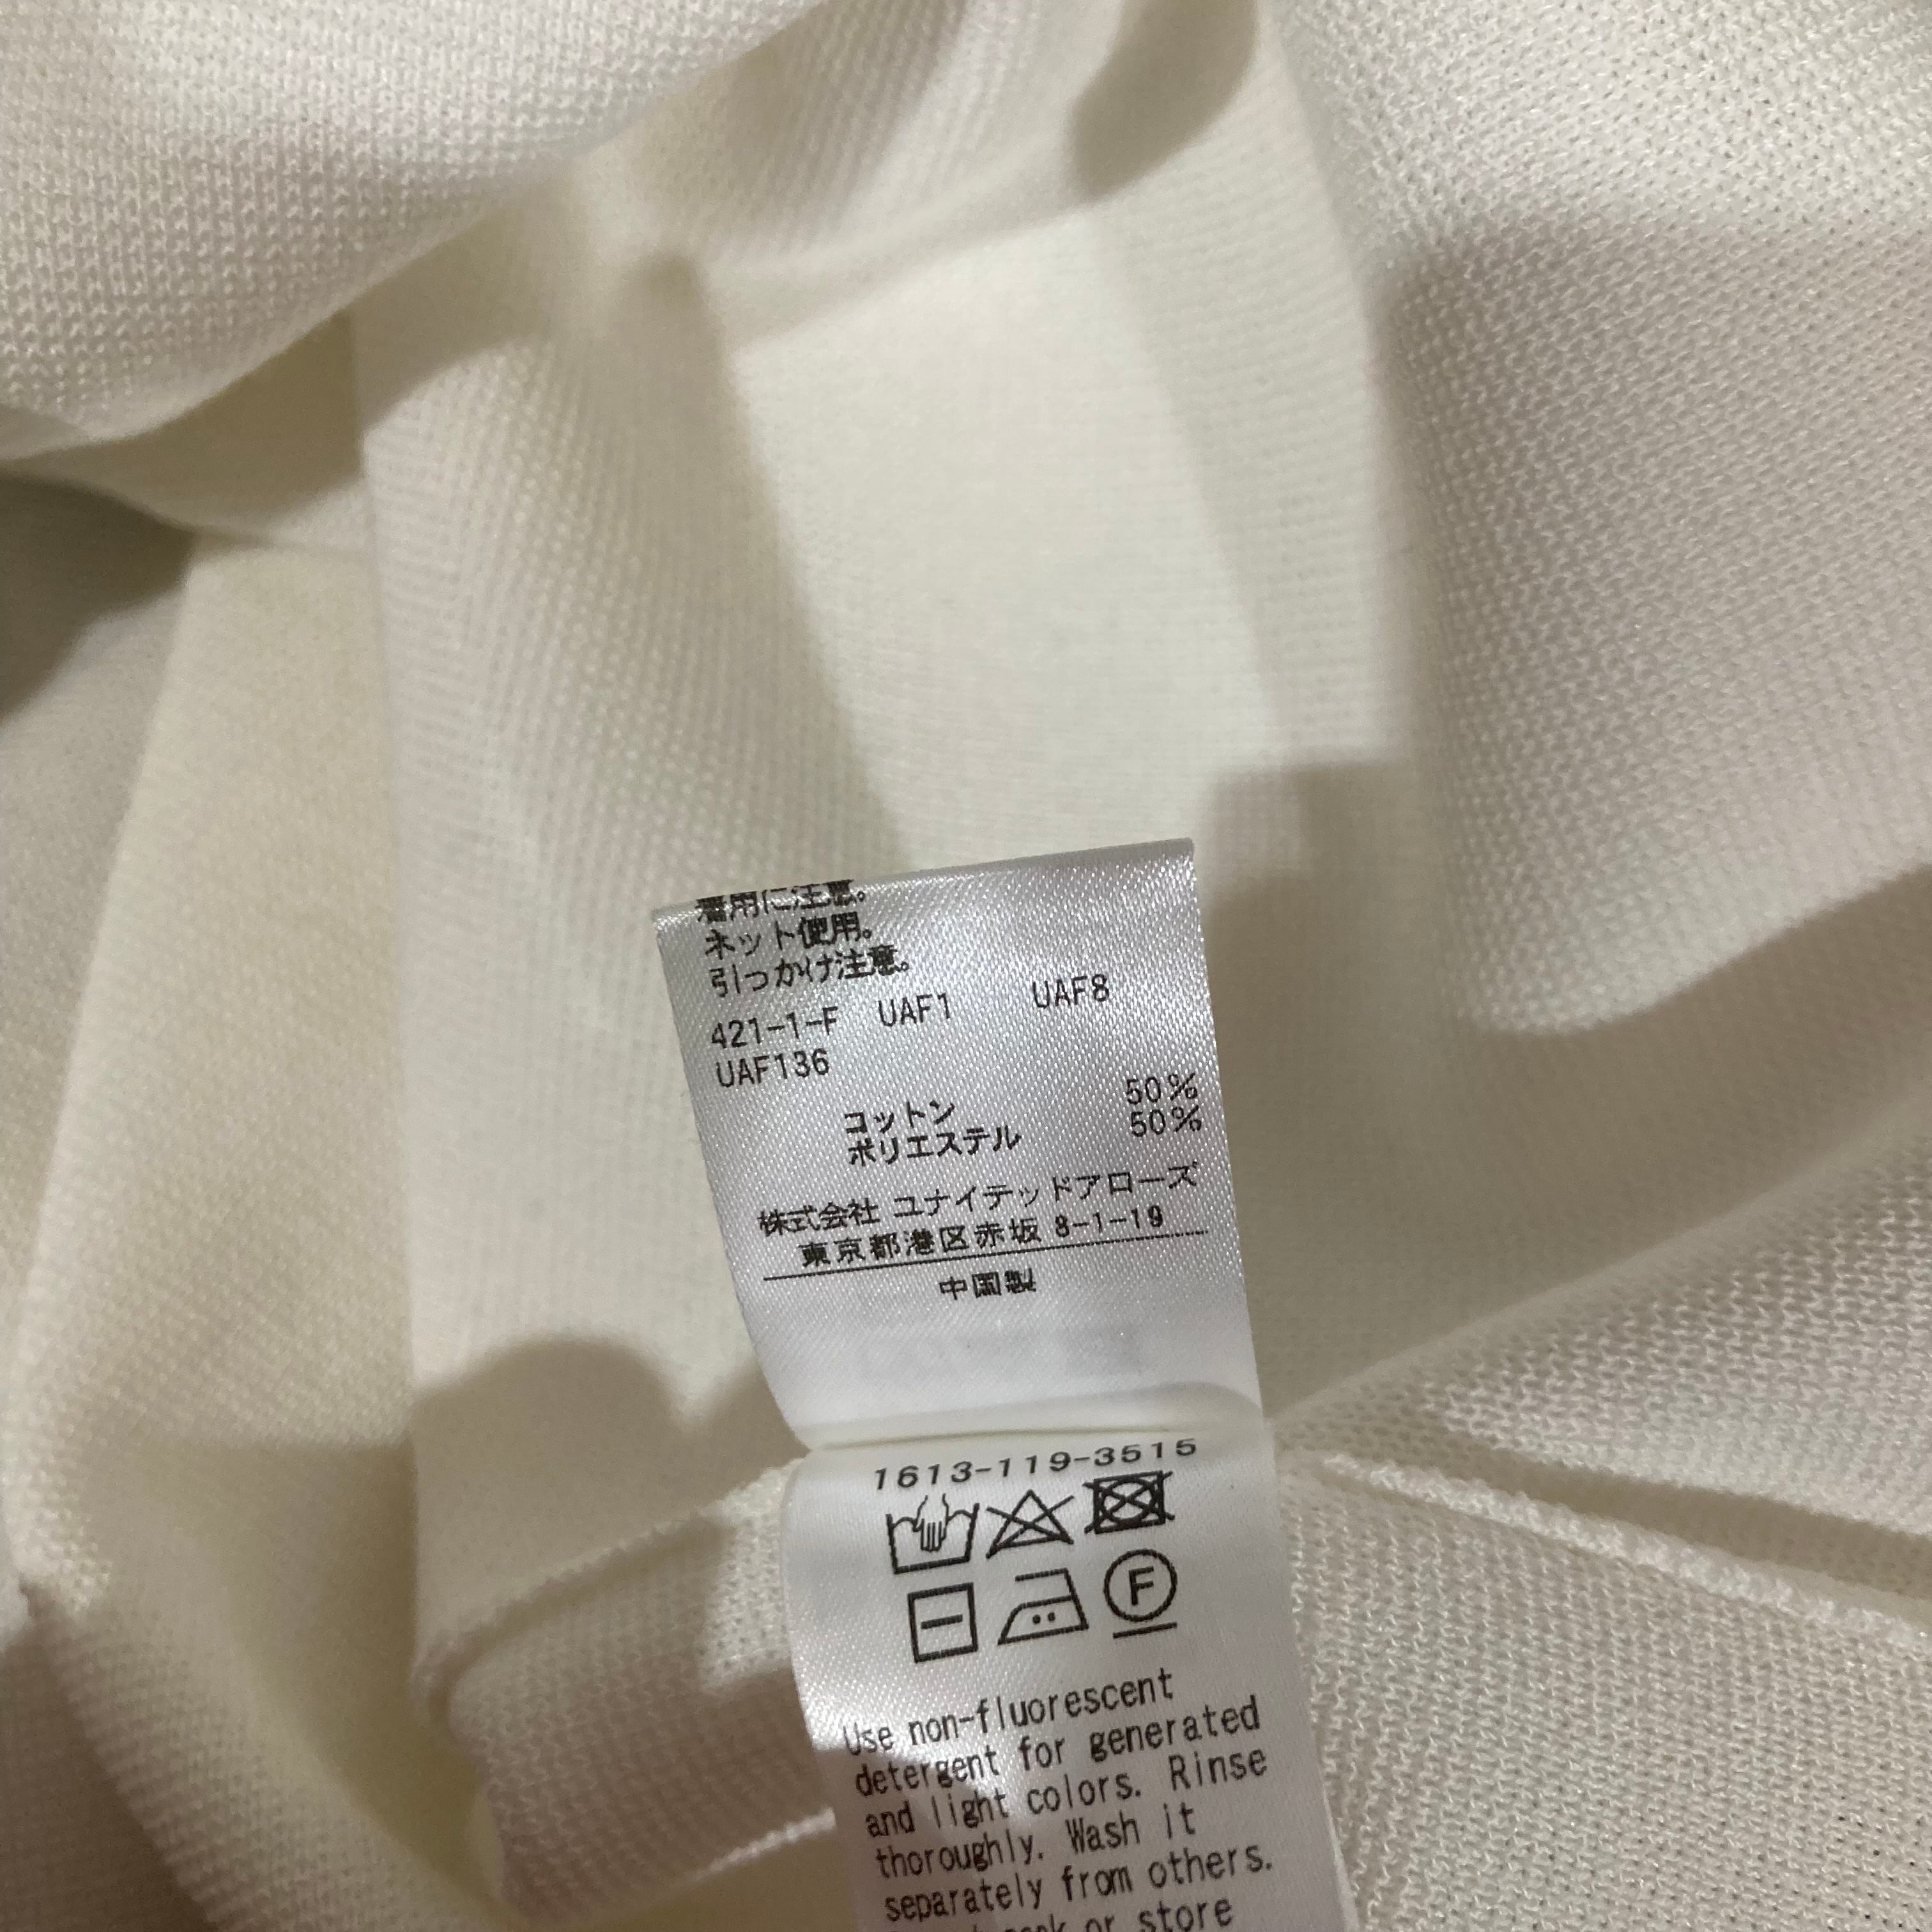 着用に注意。
ネット使用。
引っかけ注意。
421-1-F UAF1 UAF8
UAF136
コットン 50%
ポリエステル 50%
株式会社 ユナイテッドアローズ
東京都港区赤坂 8-1-19
中国製
1613-119-3515
F
Use non-fluorescent
detergent for generated
and light colors. Rinse
thoroughly. Wash it
separately from others.
or store